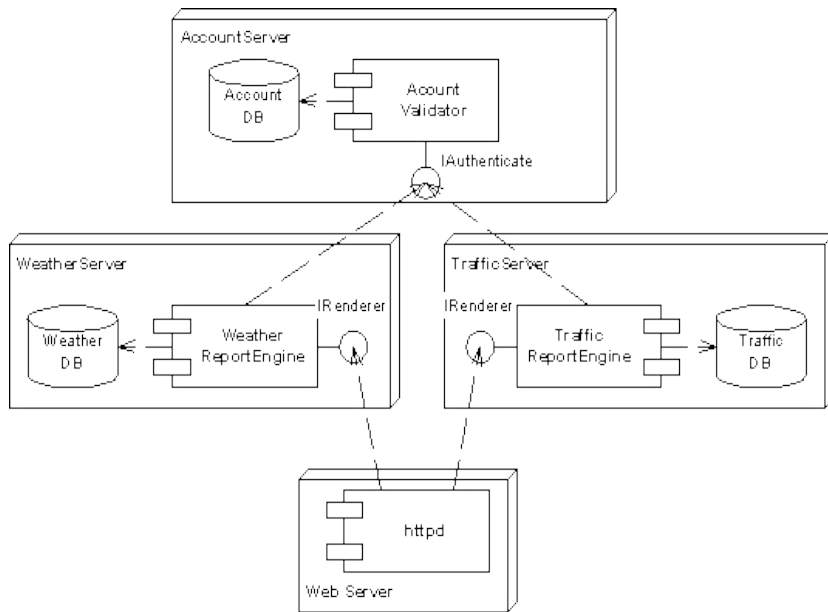 AccountServer
Account
DB
Acount
Validator
IAuthenticate
WeatherServer
Weather
DB
Weather
ReportEngine
IRenderer
TrafficServer
IRenderer
Traffic
ReportEngine
Traffic
DB
httpd
Web Server